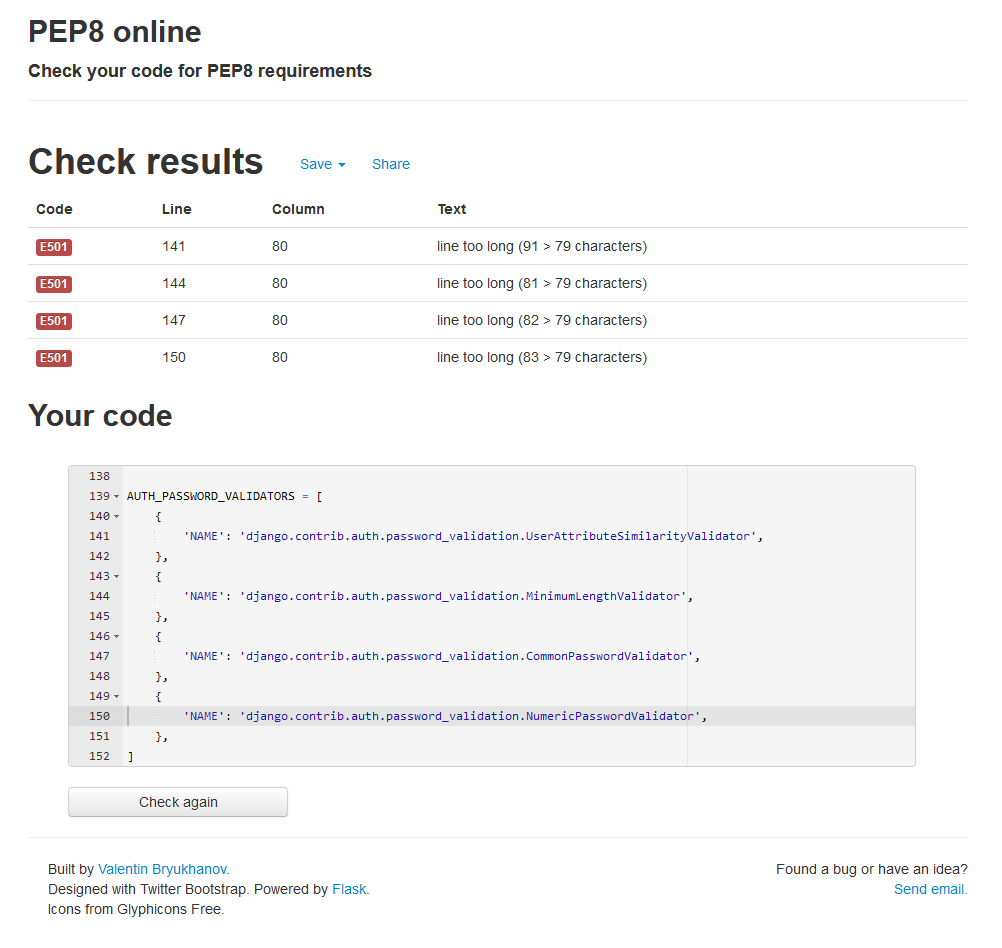 PEP8 online
Check your code for PEP8 requirements
Check results Save Share
Code Line Column Text
E501 141 80 line too long (91 > 79 characters)
E501 144 80 line too long (81 > 79 characters)
E501 147 80 line too long (82 > 79 characters)
E501 150 80 line too long (83 > 79 characters)
Your code
138
139 AUTH_PASSWORD_VALIDATORS = [
140 {
141 'NAME': 'django.contrib.auth.password_validation.UserAttributeSimilarityValidator',
142 },
143 {
144 'NAME': 'django.contrib.auth.password_validation.MinimumLengthValidator',
145 },
146 {
147 'NAME': 'django.contrib.auth.password_validation.CommonPasswordValidator',
148 },
149 {
150 'NAME': 'django.contrib.auth.password_validation.NumericPasswordValidator',
151 },
152 ]
Check again
Built by Valentin Bryukhanov. Found a bug or have an idea?
Designed with Twitter Bootstrap. Powered by Flask. Send email.
Icons from Glyphicons Free.